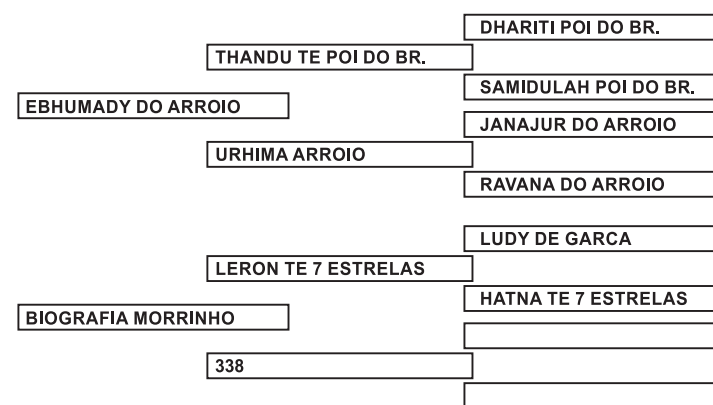 DHARITI POI DO BR.
THANDU TE POI DO BR.
SAMIDULAH POI DO BR.
EBHUMADY DO ARROIO
JANAJUR DO ARROIO
URHIMA ARROIO
RAVANA DO ARROIO
LUDY DE GARCA
LERON TE 7 ESTRELAS
HATNA TE 7 ESTRELAS
BIOGRAFIA MORRINHO
338